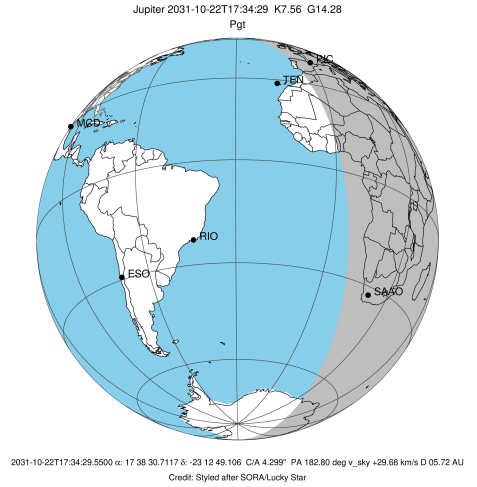 Jupiter 2031-10-22T17:34:29 K7.56 G14.28
Pgt
PIC
TEN
MCD
RIO
ESO
SAAO
2031-10-22T17:34:29.5500 α: 17 38 30.7117 δ: -23 12 49.106 C/A 4.299" PA 182.80 deg v_sky +29.68 km/s D 05.72 AU
Credit: Styled after SORA/Lucky Star